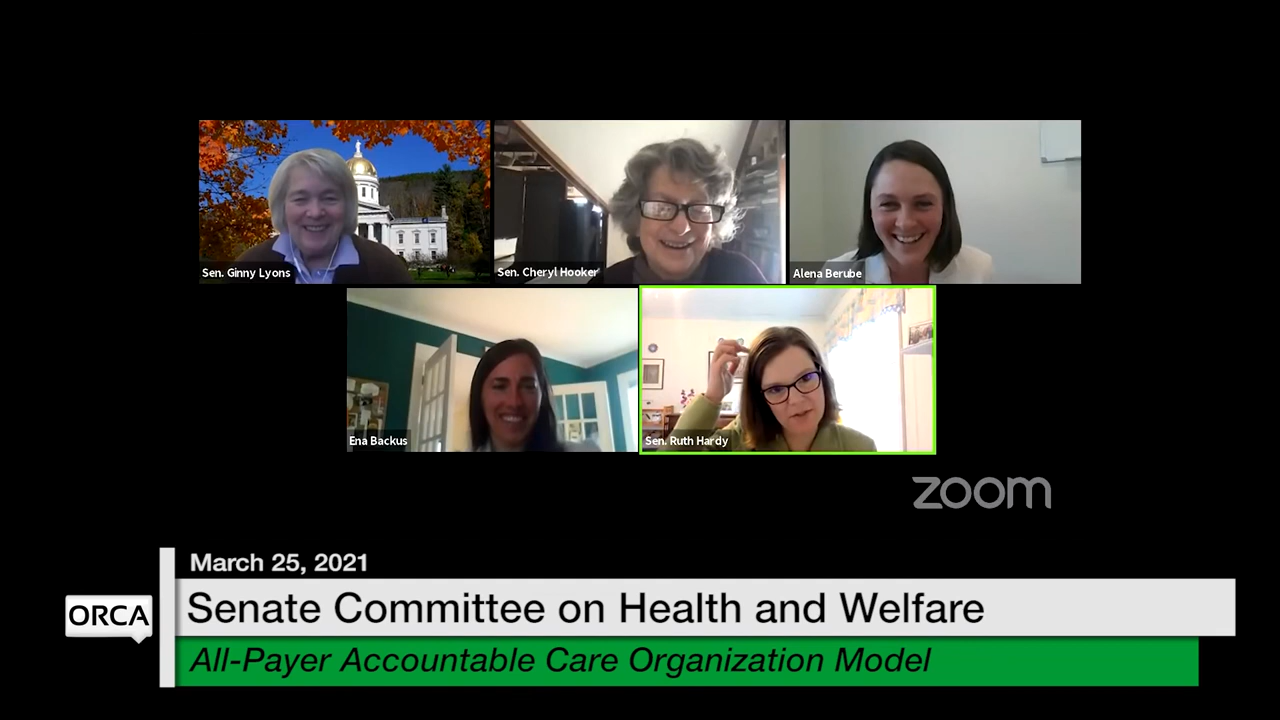 Sen. Ginny Lyons
Sen. Cheryl Hooker
Alena Berube
Ena Backus
Sen. Ruth Hardy
zoom
March 25, 2021
ORCA
Senate Committee on Health and Welfare
All-Payer Accountable Care Organization Model